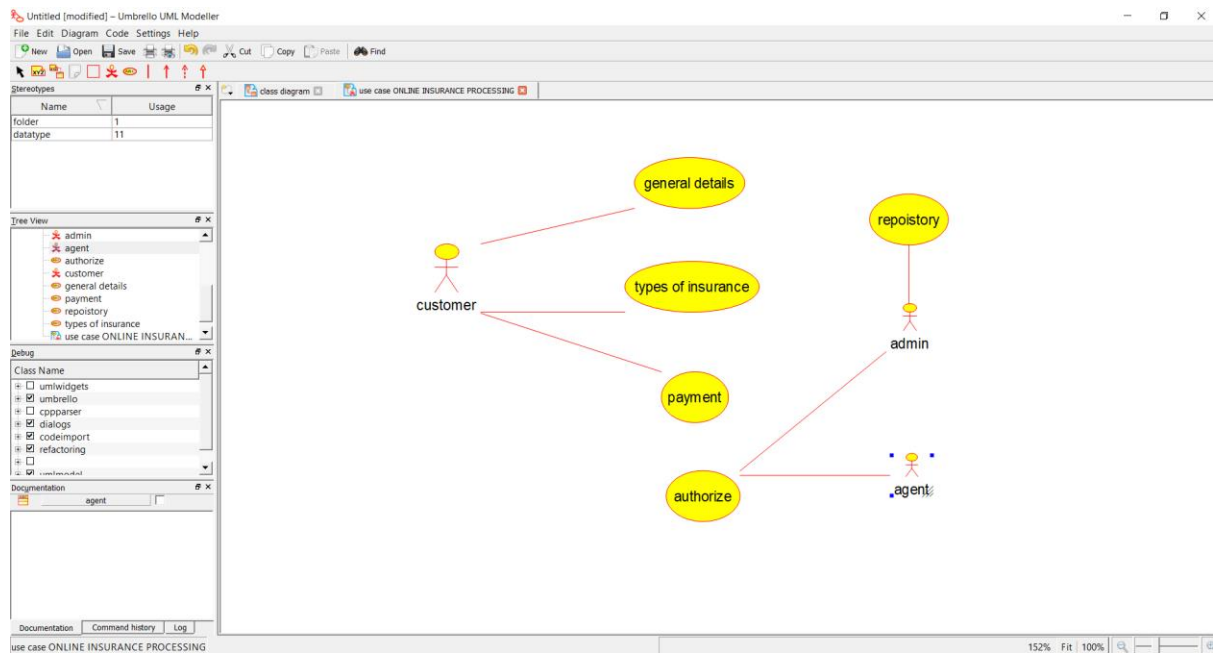 Untitled [modified] – Umbrello UML Modeller
File Edit Diagram Code Settings Help
New Open Save Cut Copy Paste Find
Stereotypes
class diagram use case ONLINE INSURANCE PROCESSING
Name Usage
folder 1
datatype 11
Tree View
admin
agent
authorize
customer
general details
payment
repoistory
types of insurance
use case ONLINE INSURAN...
Debug
Class Name
umlwidgets
umbrello
cppparser
dialogs
codeimport
refactoring
umlmodel
Documentation
agent
Documentation Command history Log
general details
repoistory
customer
types of insurance
admin
payment
authorize
agent
use case ONLINE INSURANCE PROCESSING
152% Fit 100%